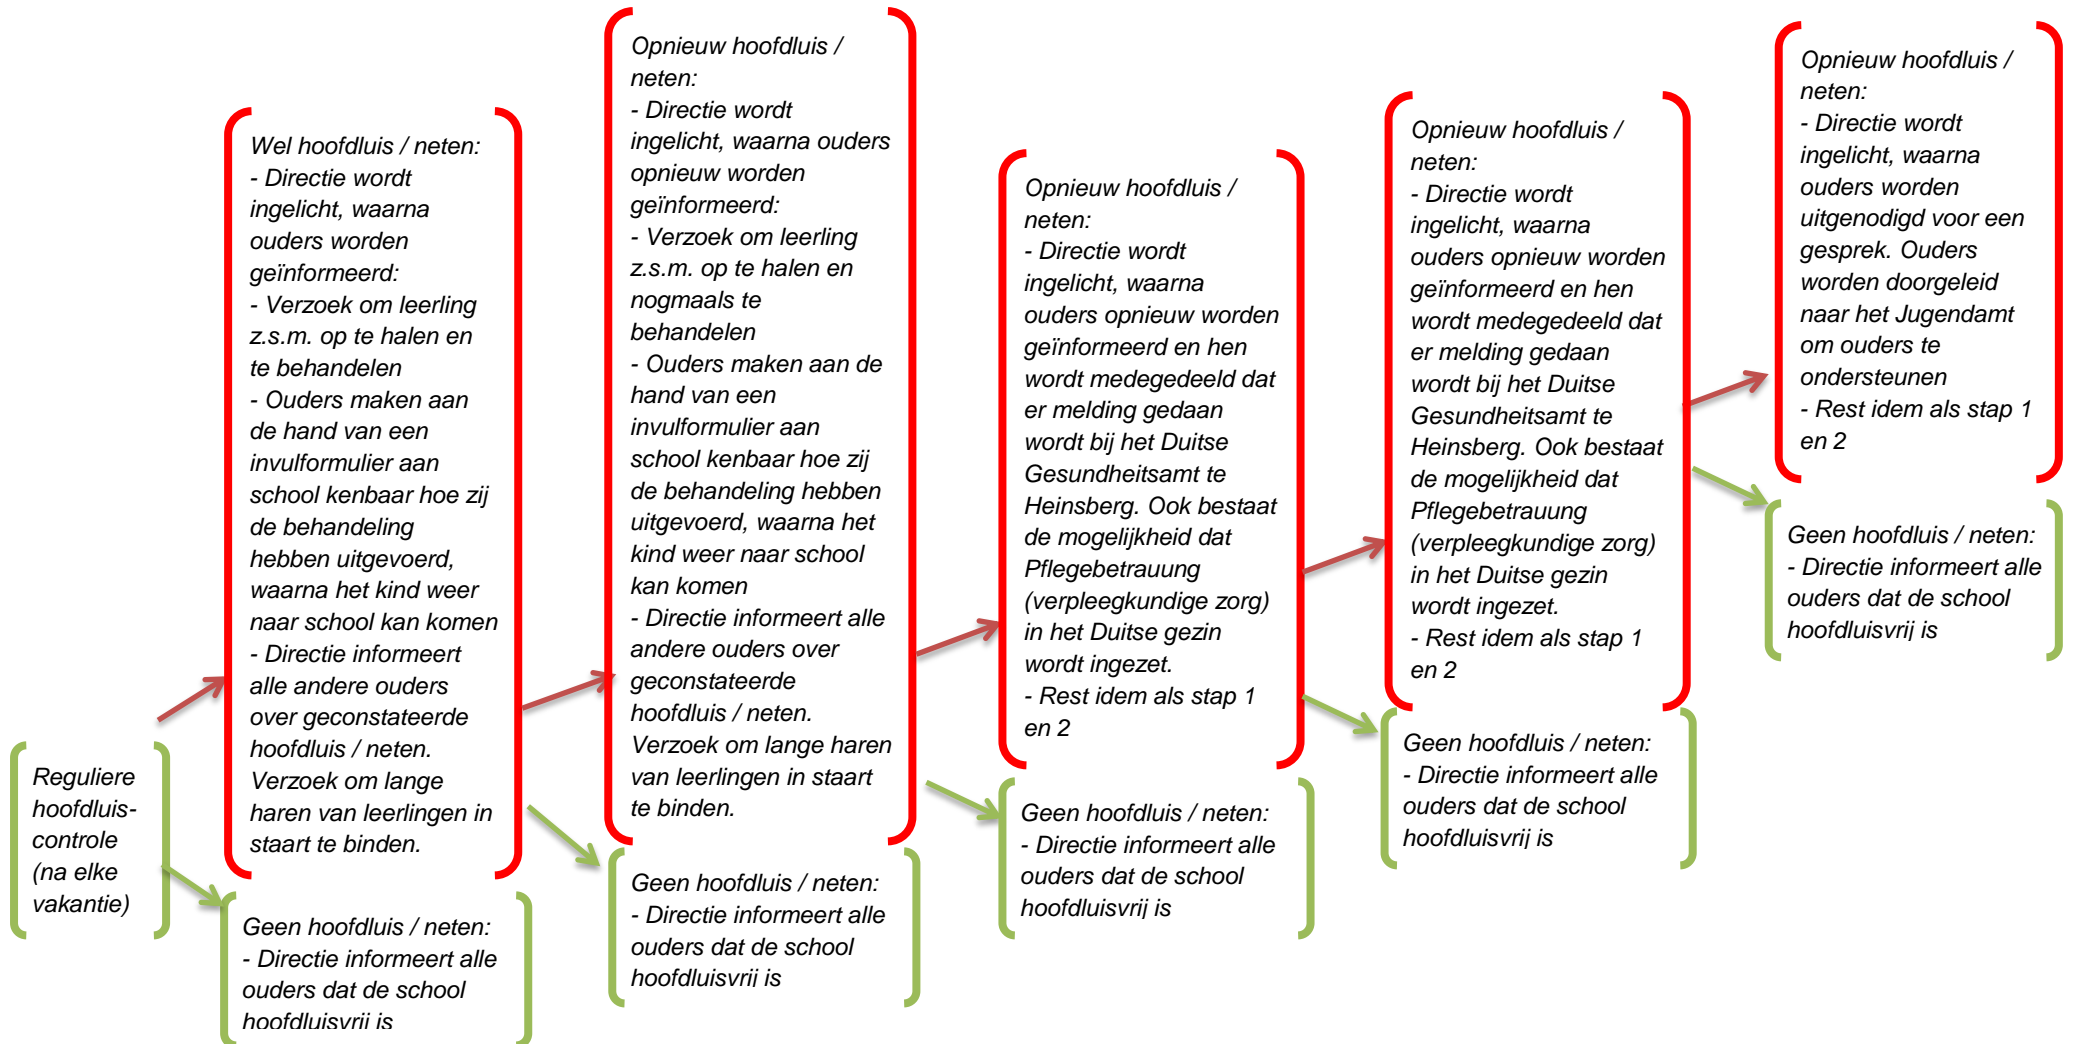 Reguliere
hoofdluis-
controle
(na elke
vakantie)
Wel hoofdluis / neten:
- Directie wordt
ingelicht, waarna
ouders worden
geïnformeerd:
- Verzoek om leerling
z.s.m. op te halen en
te behandelen
- Ouders maken aan
de hand van een
invulformulier aan
school kenbaar hoe zij
de behandeling
hebben uitgevoerd,
waarna het kind weer
naar school kan komen
- Directie informeert
alle andere ouders
over geconstateerde
hoofdluis / neten.
Verzoek om lange
haren van leerlingen in
staart te binden.
Geen hoofdluis / neten:
- Directie informeert alle
ouders dat de school
hoofdluisvrij is
Opnieuw hoofdluis /
neten:
- Directie wordt
ingelicht, waarna ouders
opnieuw worden
geïnformeerd:
- Verzoek om leerling
z.s.m. op te halen en
nogmaals te
behandelen
- Ouders maken aan de
hand van een
invulformulier aan
school kenbaar hoe zij
de behandeling hebben
uitgevoerd, waarna het
kind weer naar school
kan komen
- Directie informeert alle
andere ouders over
geconstateerde
hoofdluis / neten.
Verzoek om lange haren
van leerlingen in staart
te binden.
Geen hoofdluis / neten:
- Directie informeert alle
ouders dat de school
hoofdluisvrij is
Opnieuw hoofdluis /
neten:
- Directie wordt
ingelicht, waarna
ouders opnieuw worden
geïnformeerd en hen
wordt medegedeeld dat
er melding gedaan
wordt bij het Duitse
Gesundheitsamt te
Heinsberg. Ook bestaat
de mogelijkheid dat
Pflegebetrauung
(verpleegkundige zorg)
in het Duitse gezin
wordt ingezet.
- Rest idem als stap 1
en 2
Geen hoofdluis / neten:
- Directie informeert alle
ouders dat de school
hoofdluisvrij is
Opnieuw hoofdluis /
neten:
- Directie wordt
ingelicht, waarna
ouders opnieuw worden
geïnformeerd en hen
wordt medegedeeld dat
er melding gedaan
wordt bij het Duitse
Gesundheitsamt te
Heinsberg. Ook bestaat
de mogelijkheid dat
Pflegebetrauung
(verpleegkundige zorg)
in het Duitse gezin
wordt ingezet.
- Rest idem als stap 1
en 2
Geen hoofdluis / neten:
- Directie informeert alle
ouders dat de school
hoofdluisvrij is
Opnieuw hoofdluis /
neten:
- Directie wordt
ingelicht, waarna
ouders worden
uitgenodigd voor een
gesprek. Ouders
worden doorgeleid
naar het Jugendamt
om ouders te
ondersteunen
- Rest idem als stap 1
en 2
Geen hoofdluis / neten:
- Directie informeert alle
ouders dat de school
hoofdluisvrij is